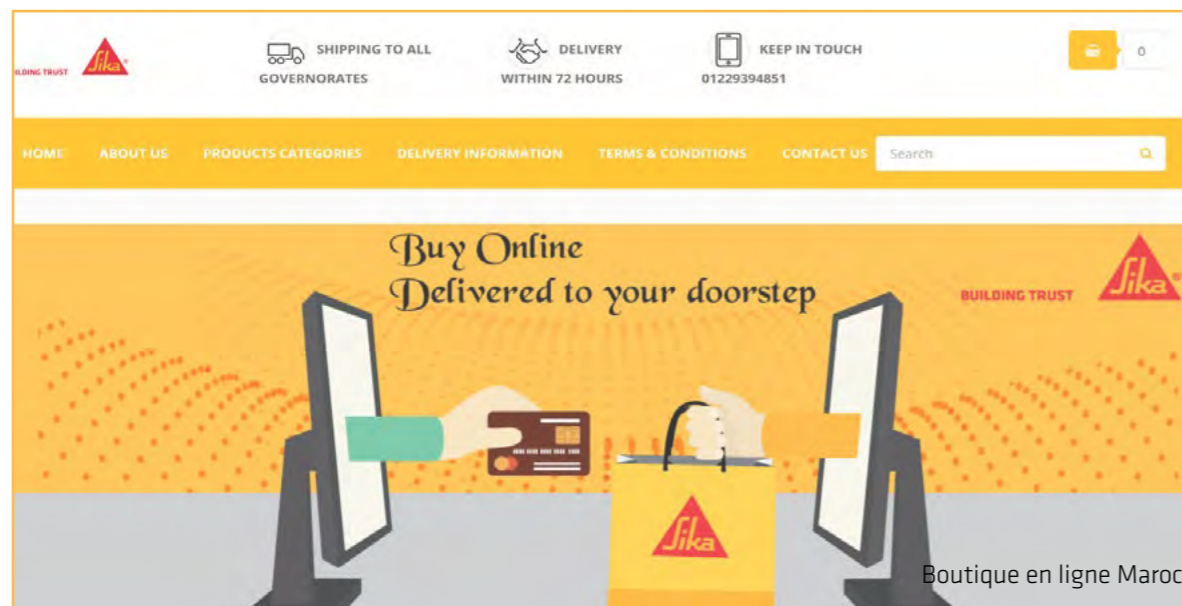 ILDING TRUST Sika®
SHIPPING TO ALL
GOVERNORATES
DELIVERY
WITHIN 72 HOURS
KEEP IN TOUCH
01229394851
0
HOME ABOUT US PRODUCTS CATEGORIES DELIVERY INFORMATION TERMS & CONDITIONS CONTACT US Search
Buy Online
Delivered to your doorstep
BUILDING TRUST Sika®
Sika
Boutique en ligne Maroc